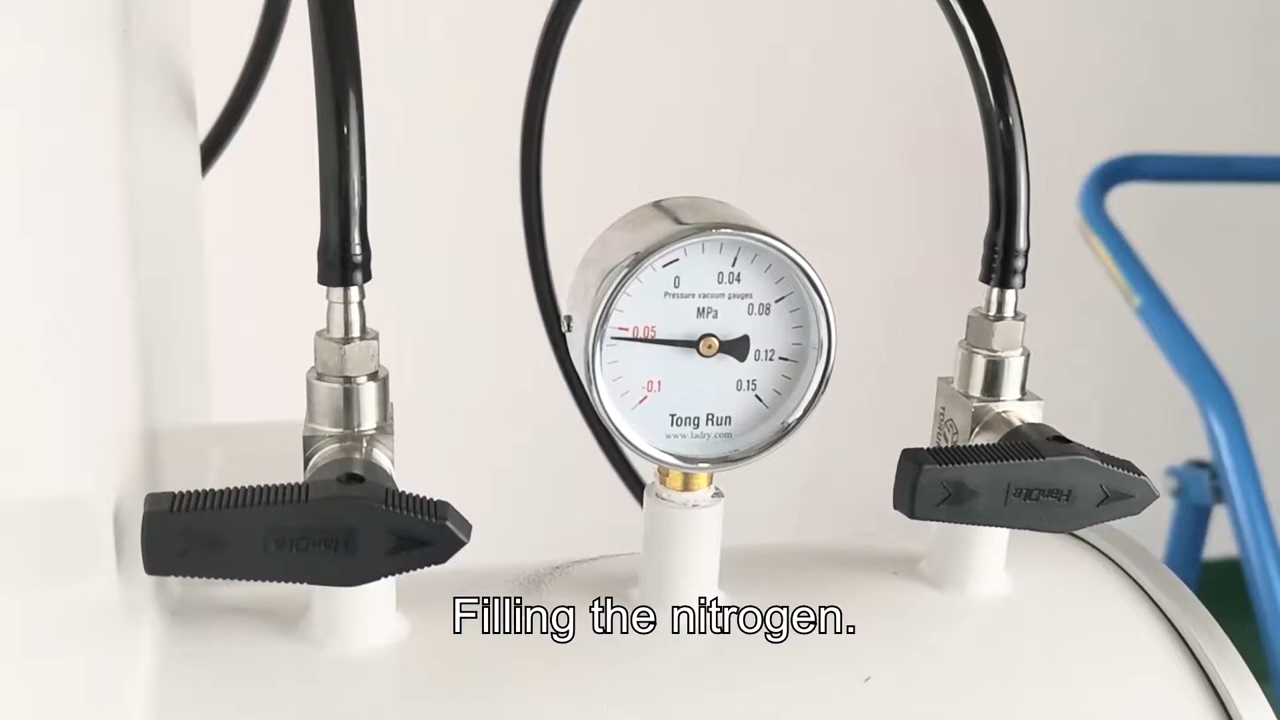 0
0.04
Pressure vacuum gauges
MPa
0.08
0.05
0.12
-0.1
0.15
Tong Run
www.ladry.com
HanDLe
HanDLe
Filling the nitrogen.